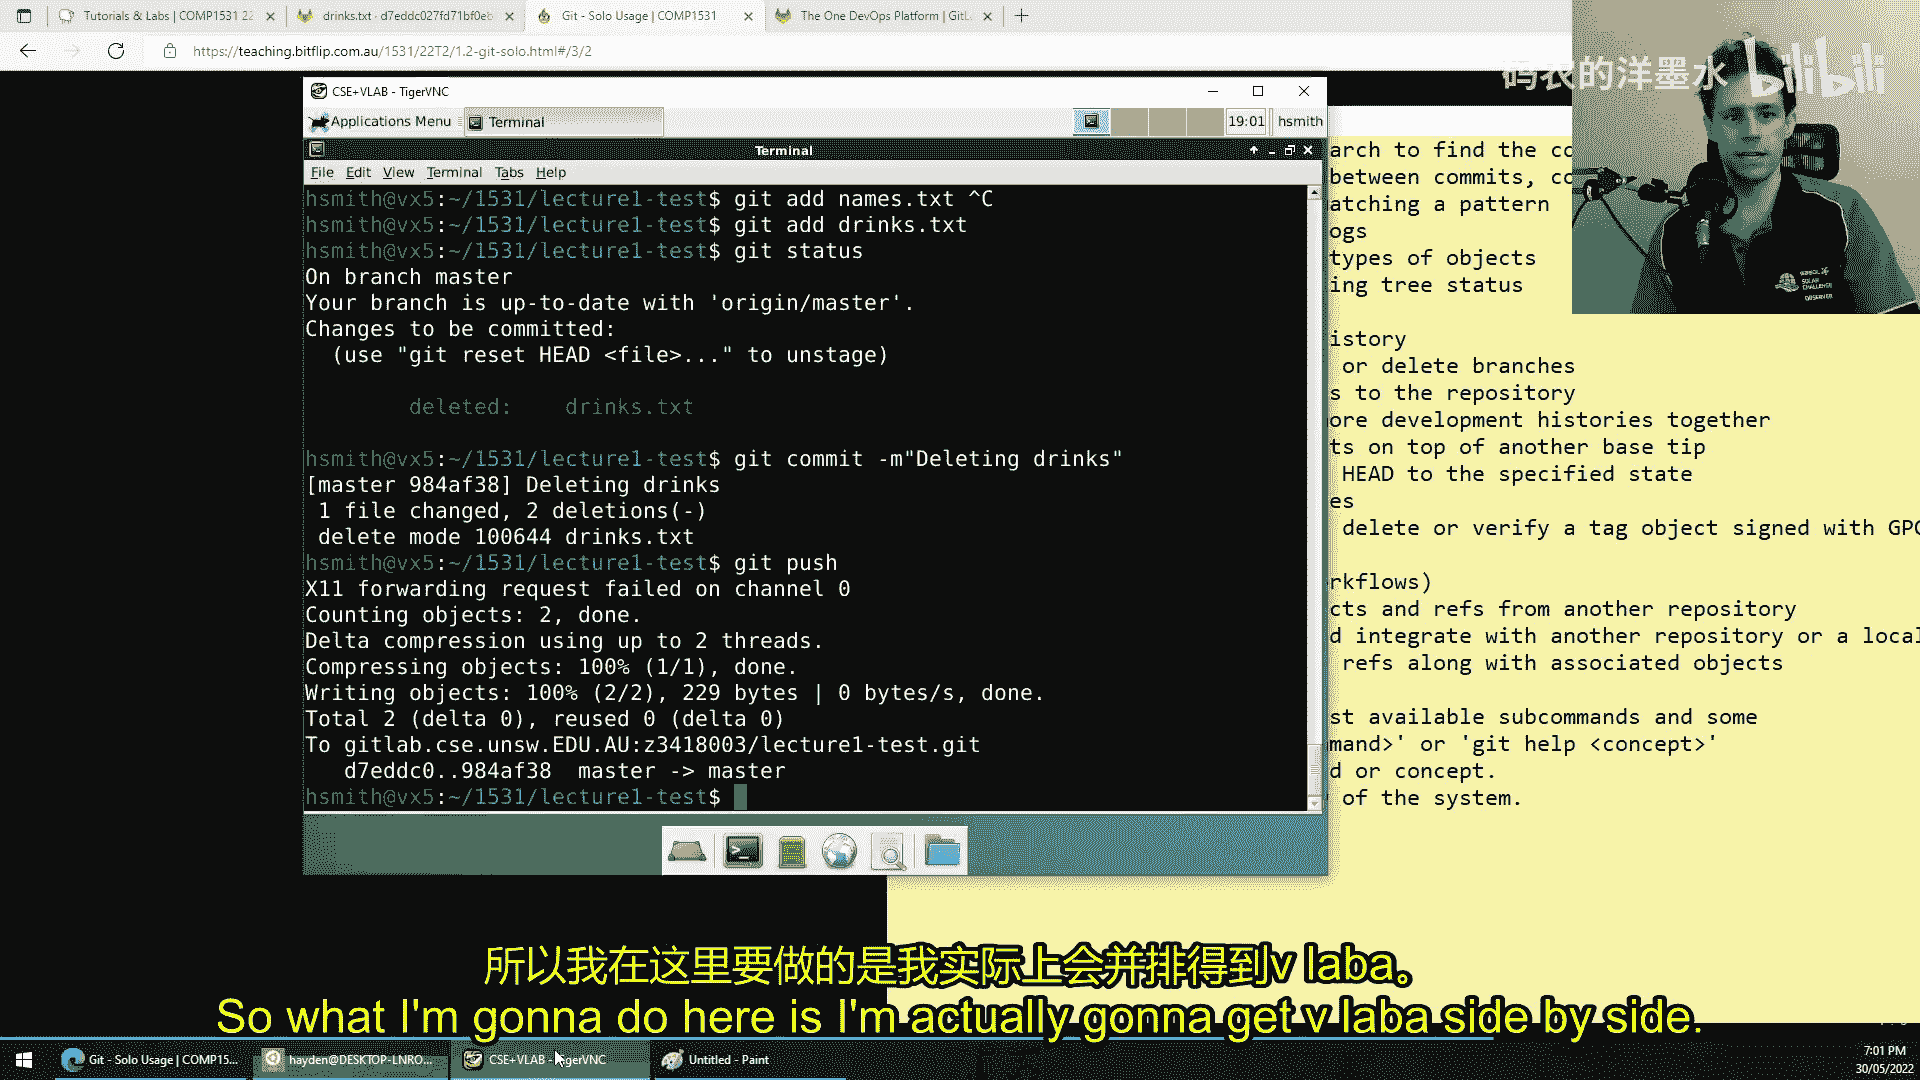 Tutorials & Labs | COMP1531 22
drinks.txt · d7eddc027fd71bf0eb
Git - Solo Usage | COMP1531
The One DevOps Platform | GitL
https://teaching.bitflip.com.au/1531/22T2/1.2-git-solo.html#/3/2
码农的洋墨水 bilibili
CSE+VLAB - TigerVNC
Applications Menu
Terminal
19:01
hsmith
Terminal
File Edit View Terminal Tabs Help
hsmith@vx5:~/1531/lecture1-test$ git add names.txt ^C
hsmith@vx5:~/1531/lecture1-test$ git add drinks.txt
hsmith@vx5:~/1531/lecture1-test$ git status
On branch master
Your branch is up-to-date with 'origin/master'.
Changes to be committed:
(use "git reset HEAD <file>..." to unstage)
deleted: drinks.txt
hsmith@vx5:~/1531/lecture1-test$ git commit -m"Deleting drinks"
[master 984af38] Deleting drinks
1 file changed, 2 deletions(-)
delete mode 100644 drinks.txt
hsmith@vx5:~/1531/lecture1-test$ git push
X11 forwarding request failed on channel 0
Counting objects: 2, done.
Delta compression using up to 2 threads.
Compressing objects: 100% (1/1), done.
Writing objects: 100% (2/2), 229 bytes | 0 bytes/s, done.
Total 2 (delta 0), reused 0 (delta 0)
To gitlab.cse.unsw.EDU.AU:z3418003/lecture1-test.git
d7eddc0..984af38 master -> master
hsmith@vx5:~/1531/lecture1-test$
arch to find the co
between commits, co
atching a pattern
ogs
types of objects
ing tree status
istory
or delete branches
s to the repository
ore development histories together
ts on top of another base tip
HEAD to the specified state
es
delete or verify a tag object signed with GPG
rkflows)
cts and refs from another repository
d integrate with another repository or a local
refs along with associated objects
st available subcommands and some
mand>' or 'git help <concept>'
d or concept.
of the system.
SOLAR
CHALLENGE
OBSERVER
所以我在这里要做的是我实际上会并排得到v laba。
So what I'm gonna do here is I'm actually gonna get v laba side by side.
Git - Solo Usage | COMP15...
hayden@DESKTOP-LNRO...
CSE+VLAB - TigerVNC
Untitled - Paint
7:01 PM
30/05/2022